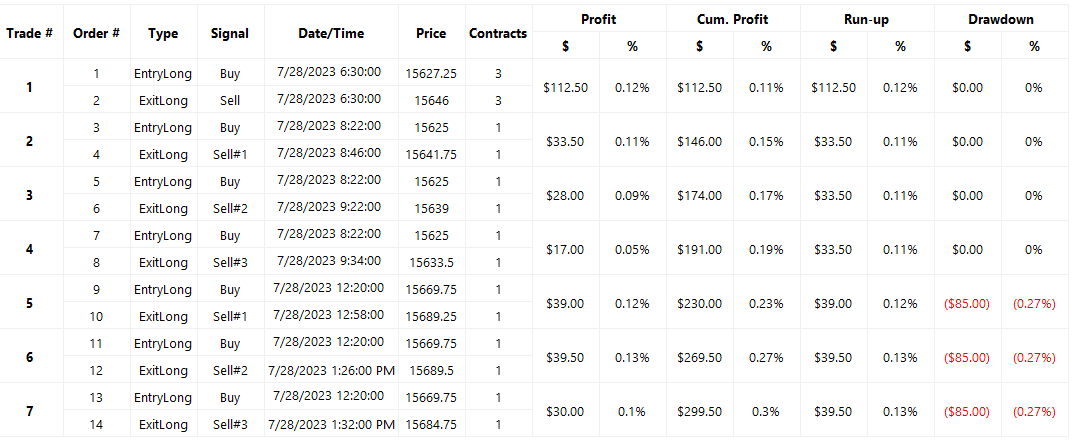 Trade # Order # Type Signal Date/Time Price Contracts Profit Cum. Profit Run-up Drawdown
$ % $ % $ % $ %
1 1 EntryLong Buy 7/28/2023 6:30:00 15627.25 3 $112.50 0.12% $112.50 0.11% $112.50 0.12% $0.00 0%
2 ExitLong Sell 7/28/2023 6:30:00 15646 3
2 3 EntryLong Buy 7/28/2023 8:22:00 15625 1 $33.50 0.11% $146.00 0.15% $33.50 0.11% $0.00 0%
4 ExitLong Sell#1 7/28/2023 8:46:00 15641.75 1
3 5 EntryLong Buy 7/28/2023 8:22:00 15625 1 $28.00 0.09% $174.00 0.17% $33.50 0.11% $0.00 0%
6 ExitLong Sell#2 7/28/2023 9:22:00 15639 1
4 7 EntryLong Buy 7/28/2023 8:22:00 15625 1 $17.00 0.05% $191.00 0.19% $33.50 0.11% $0.00 0%
8 ExitLong Sell#3 7/28/2023 9:34:00 15633.5 1
5 9 EntryLong Buy 7/28/2023 12:20:00 15669.75 1 $39.00 0.12% $230.00 0.23% $39.00 0.12% ($85.00) (0.27%)
10 ExitLong Sell#1 7/28/2023 12:58:00 15689.25 1
6 11 EntryLong Buy 7/28/2023 12:20:00 15669.75 1 $39.50 0.13% $269.50 0.27% $39.50 0.13% ($85.00) (0.27%)
12 ExitLong Sell#2 7/28/2023 1:26:00 PM 15689.5 1
7 13 EntryLong Buy 7/28/2023 12:20:00 15669.75 1 $30.00 0.1% $299.50 0.3% $39.50 0.13% ($85.00) (0.27%)
14 ExitLong Sell#3 7/28/2023 1:32:00 PM 15684.75 1